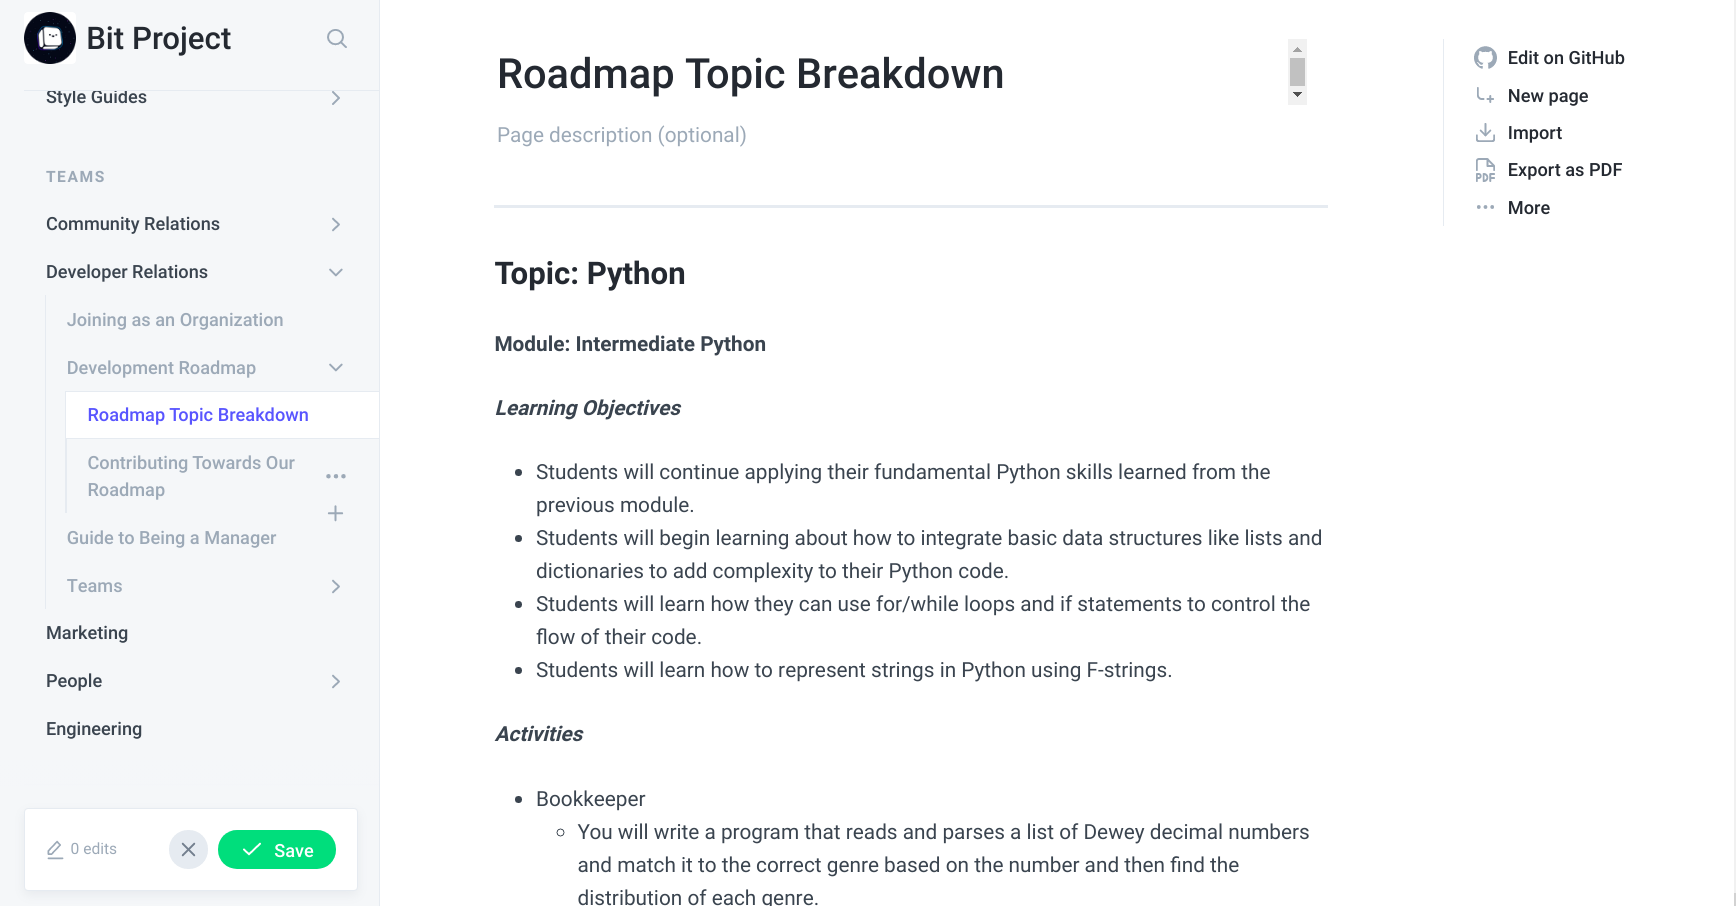 Bit Project
Style Guides
TEAMS
Community Relations
Developer Relations
Joining as an Organization
Development Roadmap
Roadmap Topic Breakdown
Contributing Towards Our
Roadmap
Guide to Being a Manager
Teams
Marketing
People
Engineering
0 edits
Save
Roadmap Topic Breakdown
Page description (optional)
Topic: Python
Module: Intermediate Python
Learning Objectives
• Students will continue applying their fundamental Python skills learned from the
previous module.
• Students will begin learning about how to integrate basic data structures like lists and
dictionaries to add complexity to their Python code.
• Students will learn how they can use for/while loops and if statements to control the
flow of their code.
• Students will learn how to represent strings in Python using F-strings.
Activities
• Bookkeeper
◦ You will write a program that reads and parses a list of Dewey decimal numbers
and match it to the correct genre based on the number and then find the
distribution of each genre.
Edit on GitHub
New page
Import
PDF Export as PDF
More